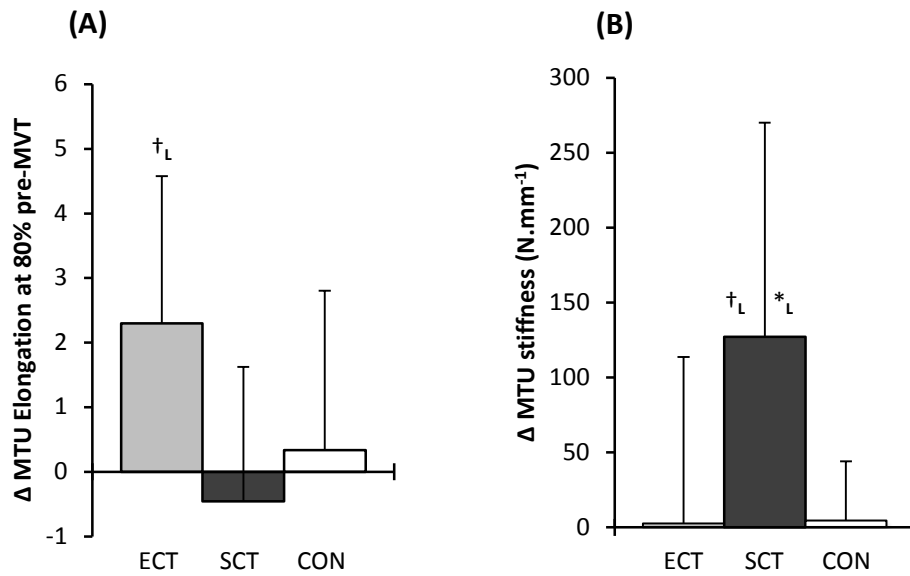 (A)
Δ MTU Elongation at 80% pre-MVT
6
5
4
3
2
1
0
-1
†L
ECT SCT CON
(B)
Δ MTU stiffness (N.mm⁻¹)
300
250
200
150
100
50
0
†L *L
ECT SCT CON